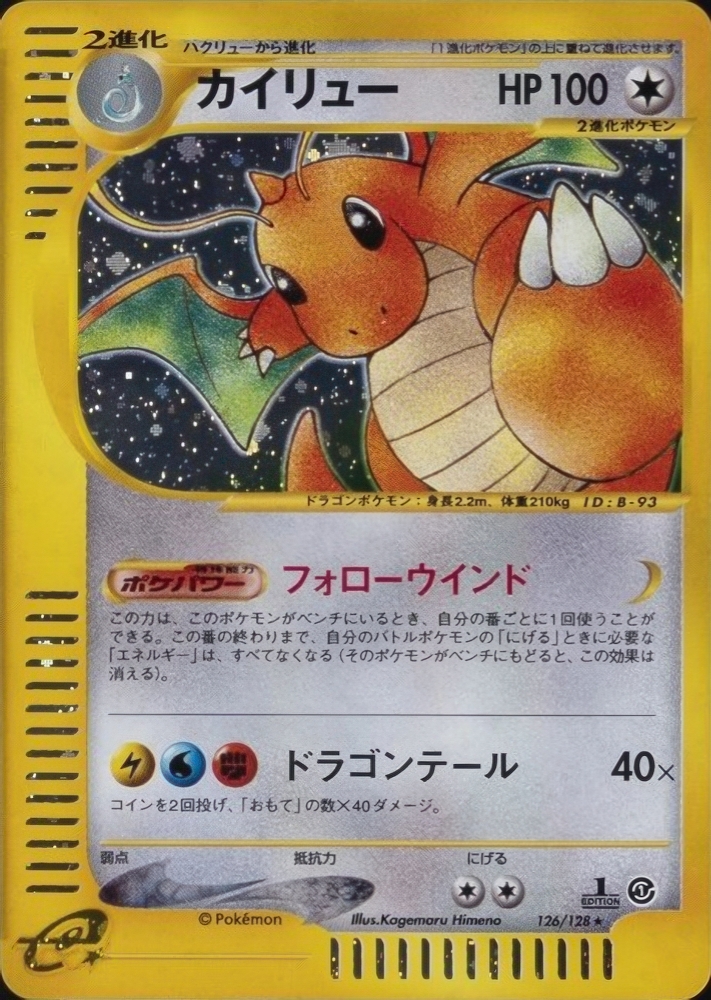 2進化
ハクリューから進化
「1進化ポケモン」の上に重ねて進化させます。
カイリュー
HP100
2進化ポケモン
ドラゴンポケモン：身長2.2m、体重210kg ID：B-93
特殊能力
ポケパワー
フォローウインド
この力は、このポケモンがベンチにいるとき、自分の番ごとに1回使うことが
できる。この番の終わりまで、自分のバトルポケモンの「にげる」ときに必要な
「エネルギー」は、すべてなくなる（そのポケモンがベンチにもどると、この効果は
消える）。
ドラゴンテール
40×
コインを2回投げ、「おもて」の数×40ダメージ。
弱点
抵抗力
にげる
1
EDITION
©Pokémon
Illus.Kagemaru Himeno
126/128★
e